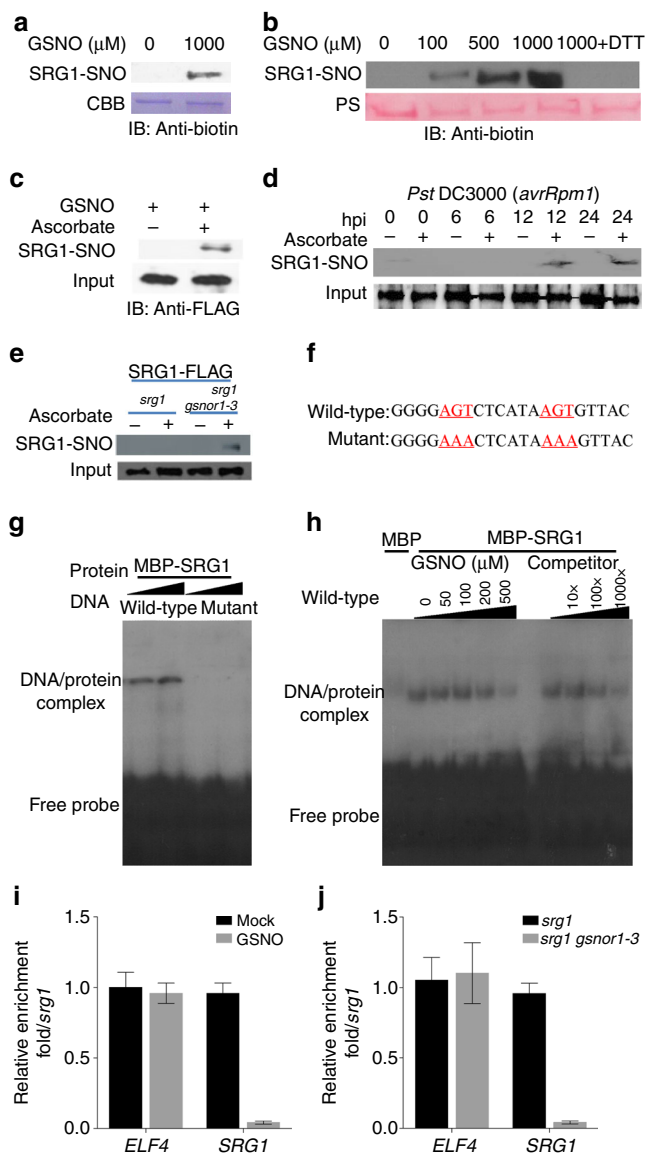 a
GSNO (μM) 0 1000
SRG1-SNO
CBB
IB: Anti-biotin
b
GSNO (μM) 0 100 500 1000 1000+DTT
SRG1-SNO
PS
IB: Anti-biotin
c
GSNO + +
Ascorbate − +
SRG1-SNO
Input
IB: Anti-FLAG
d
Pst DC3000 (avrRpm1)
hpi 0 0 6 6 12 12 24 24
Ascorbate − + − + − + − +
SRG1-SNO
Input
e
SRG1-FLAG
srg1 srg1
gsnor1-3
Ascorbate − + − +
SRG1-SNO
Input
f
Wild-type:GGGGAGTCTCATAAGTGTTAC
Mutant:GGGGAAACTCATAAAAGTTAC
g
Protein MBP-SRG1
DNA Wild-type Mutant
DNA/protein
complex
Free probe
h
MBP MBP-SRG1
GSNO (μM) Competitor
Wild-type 0 50 100 200 500 10× 100× 1000×
DNA/protein
complex
Free probe
i
Relative enrichment
fold/srg1
1.5
1.0
0.5
0.0
Mock
GSNO
ELF4 SRG1
j
Relative enrichment
fold/srg1
1.5
1.0
0.5
0.0
srg1
srg1 gsnor1-3
ELF4 SRG1